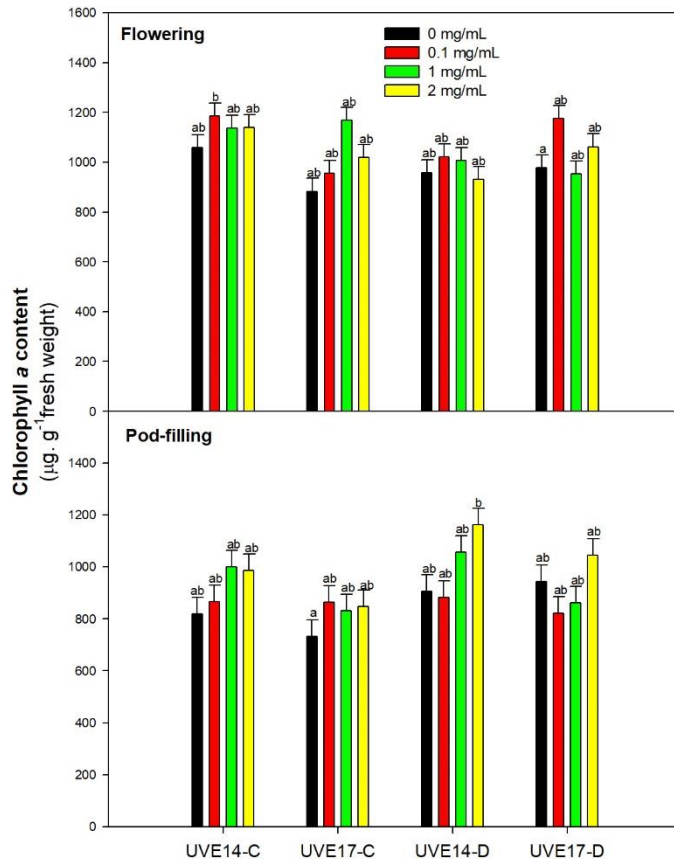 1600
1400
1200
1000
800
600
400
200
0
Flowering
0 mg/mL
0.1 mg/mL
1 mg/mL
2 mg/mL
ab b ab ab
ab ab ab ab
ab ab ab ab
a ab ab ab
Chlorophyll a content
(µg. g-1fresh weight)
1400
1200
1000
800
600
400
200
0
Pod-filling
ab ab ab ab
a ab ab ab
ab ab ab b
ab ab ab ab
UVE14-C UVE17-C UVE14-D UVE17-D